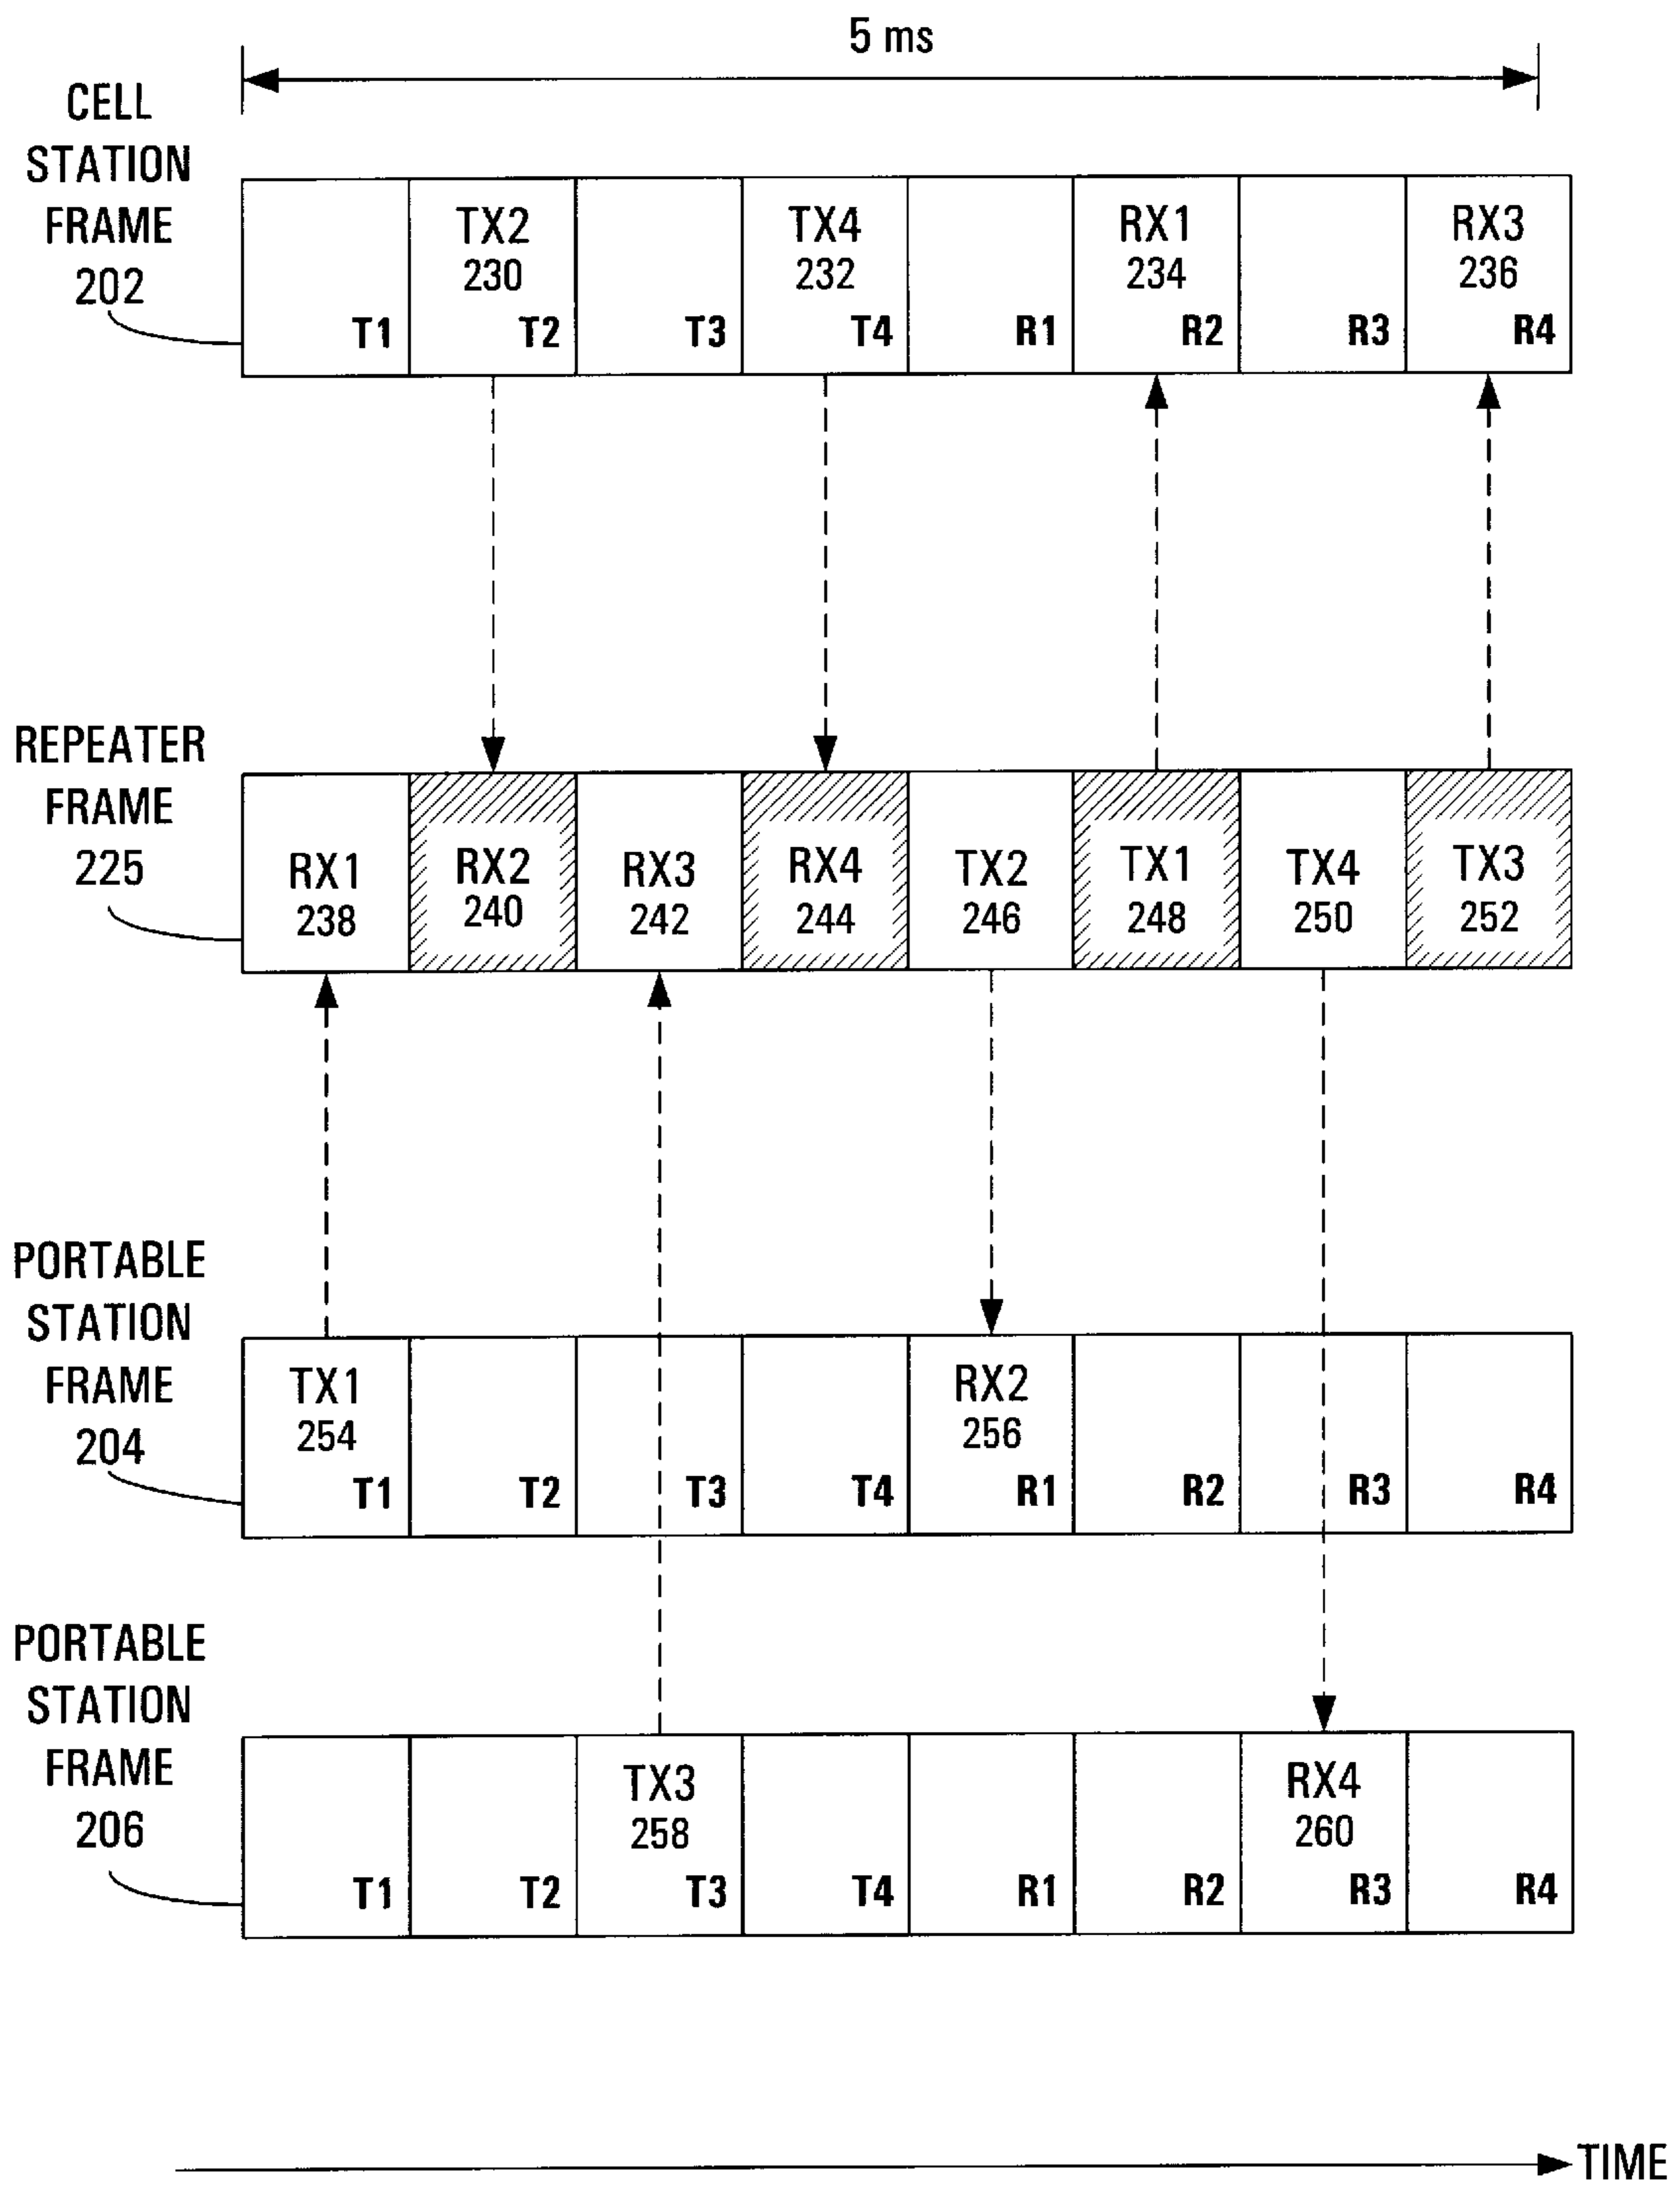 5 ms
CELL
STATION
FRAME
202
TX2
230
TX4
232
RX1
234
RX3
236
T1
T2
T3
T4
R1
R2
R3
R4
REPEATER
FRAME
225
RX1
238
RX2
240
RX3
242
RX4
244
TX2
246
TX1
248
TX4
250
TX3
252
PORTABLE
STATION
FRAME
204
TX1
254
RX2
256
T1
T2
T3
T4
R1
R2
R3
R4
PORTABLE
STATION
FRAME
206
TX3
258
RX4
260
T1
T2
T3
T4
R1
R2
R3
R4
TIME